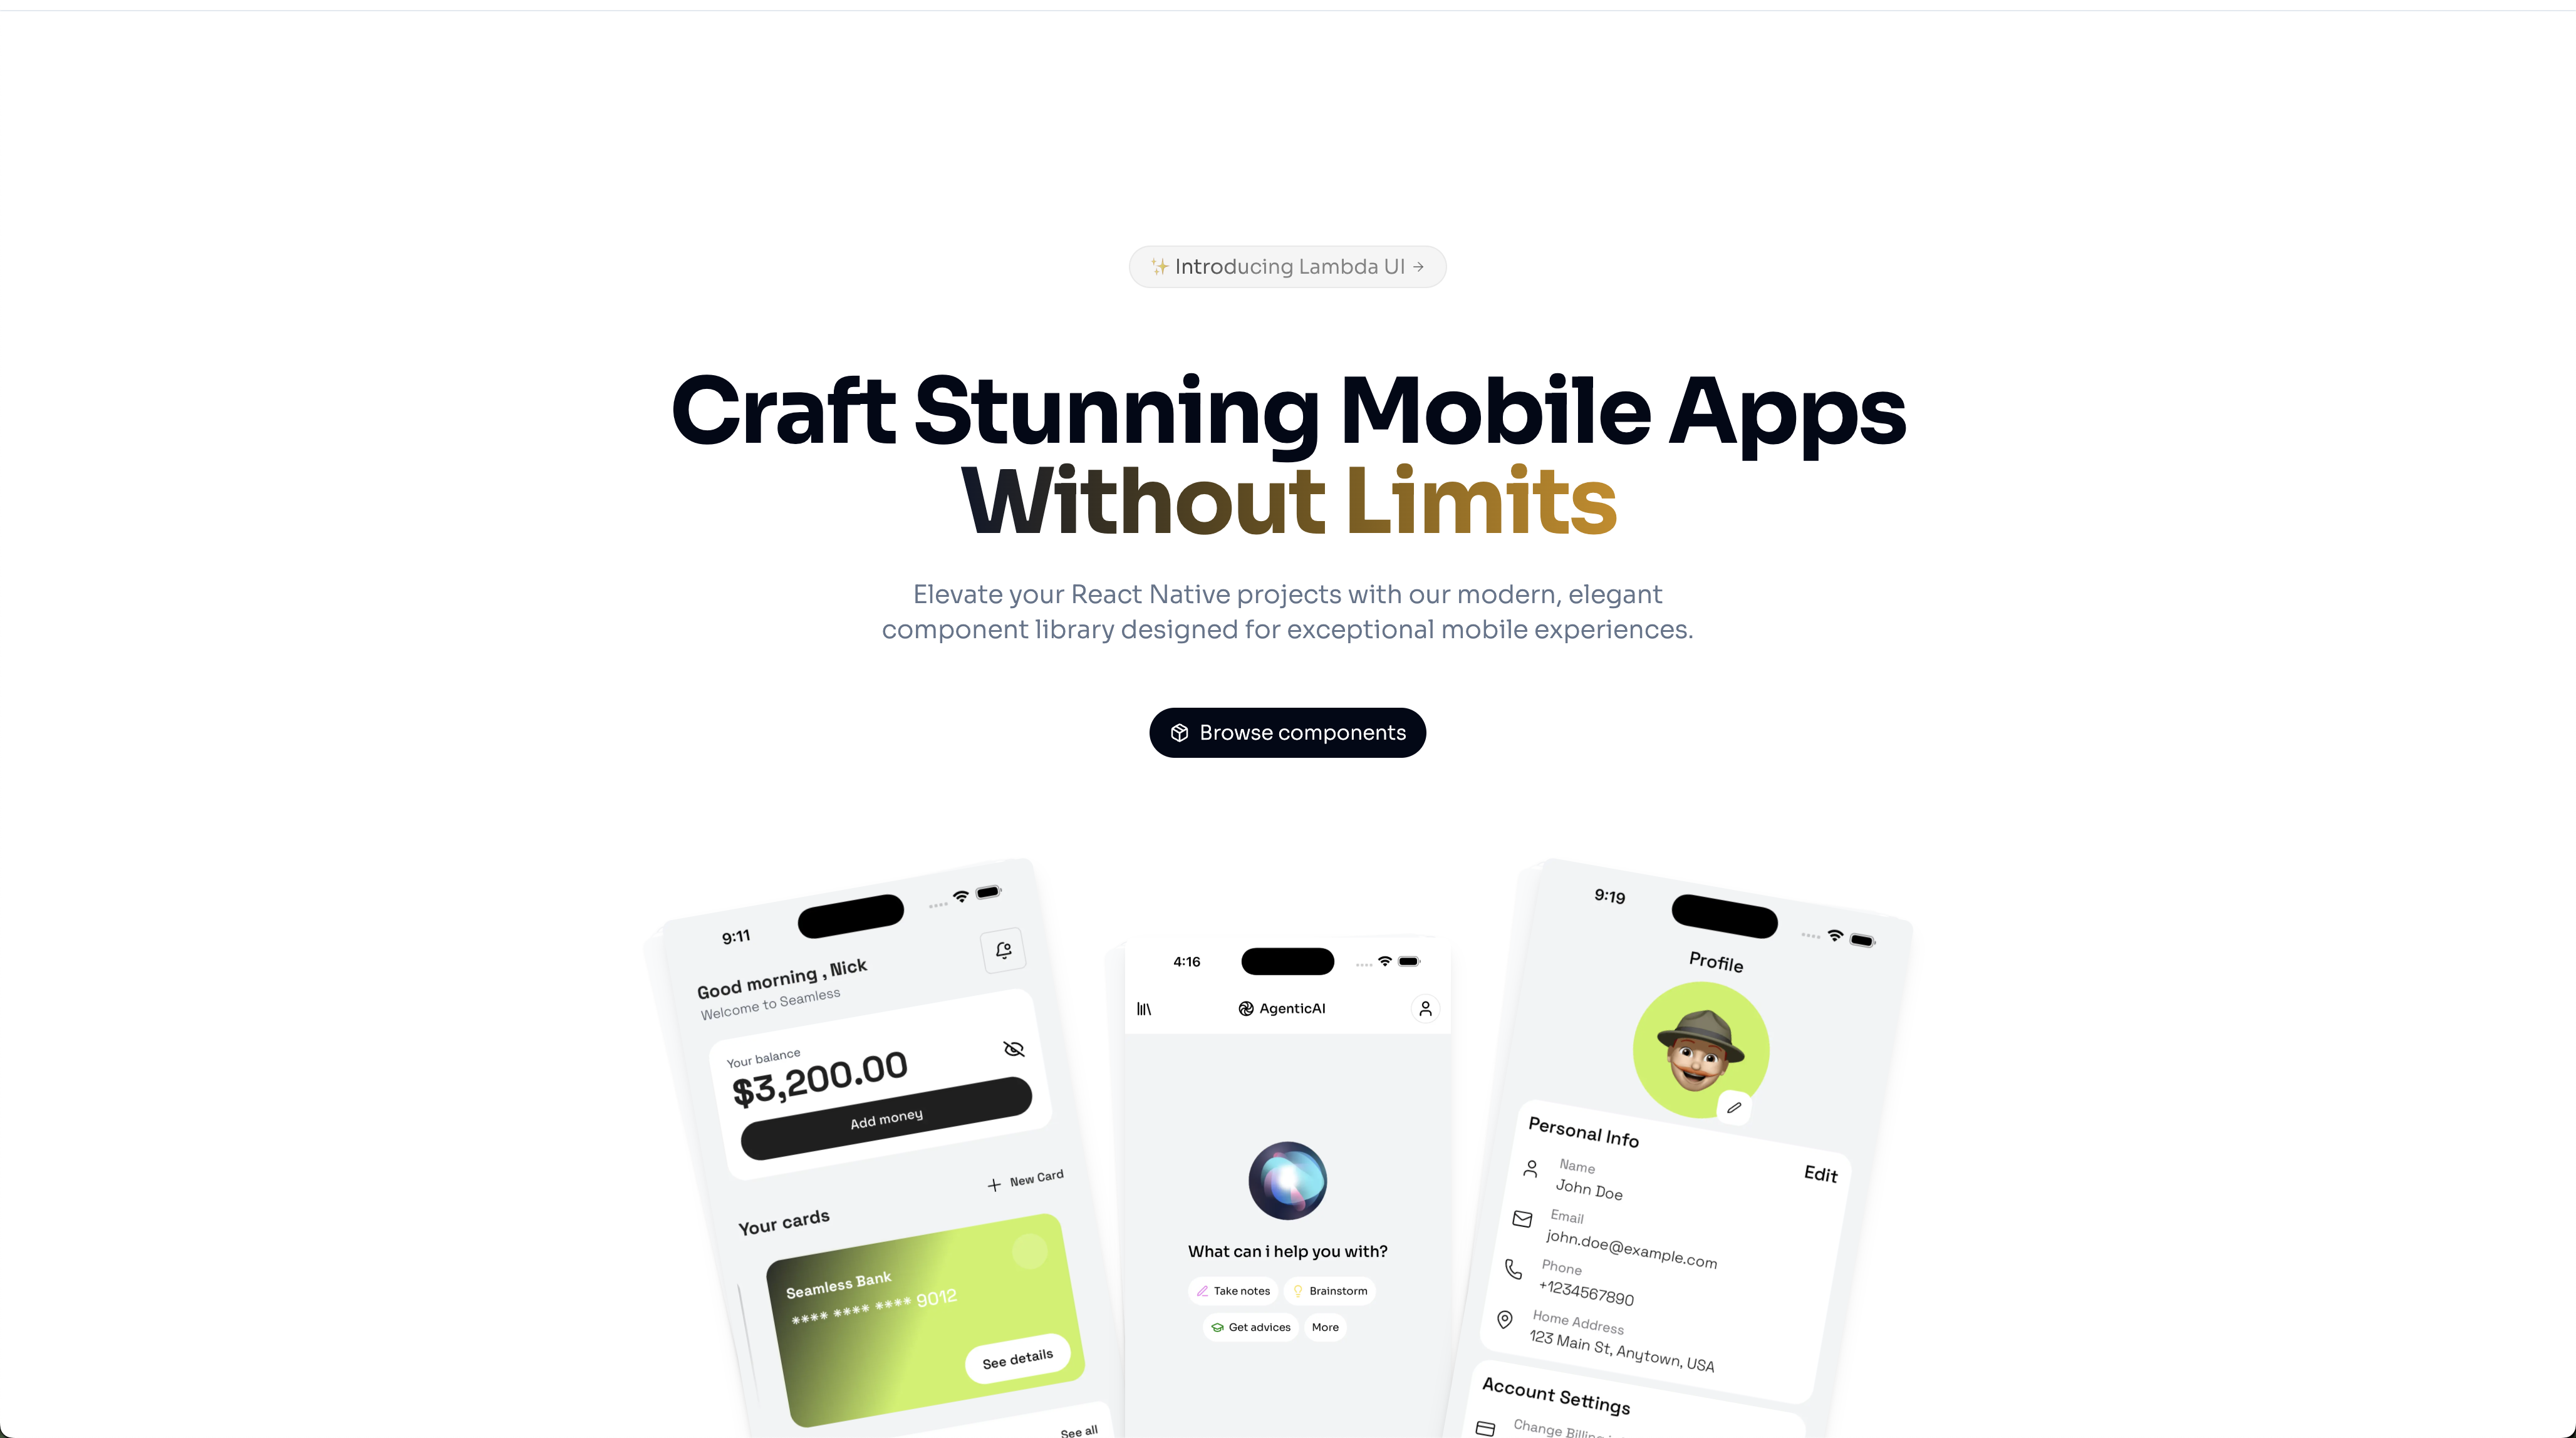 Introducing Lambda UI →
Craft Stunning Mobile Apps
Without Limits
Elevate your React Native projects with our modern, elegant
component library designed for exceptional mobile experiences.
Browse components
9:11
Good morning , Nick
Welcome to Seamless
Your balance
$3,200.00
Add money
New Card
Your cards
Seamless Bank
**** **** **** 9012
See details
See all
4:16
AgenticAI
What can i help you with?
Take notes
Brainstorm
Get advices
More
9:19
Profile
Personal Info
Edit
Name
John Doe
Email
john.doe@example.com
Phone
+1234567890
Home Address
123 Main St, Anytown, USA
Account Settings
Change Billing